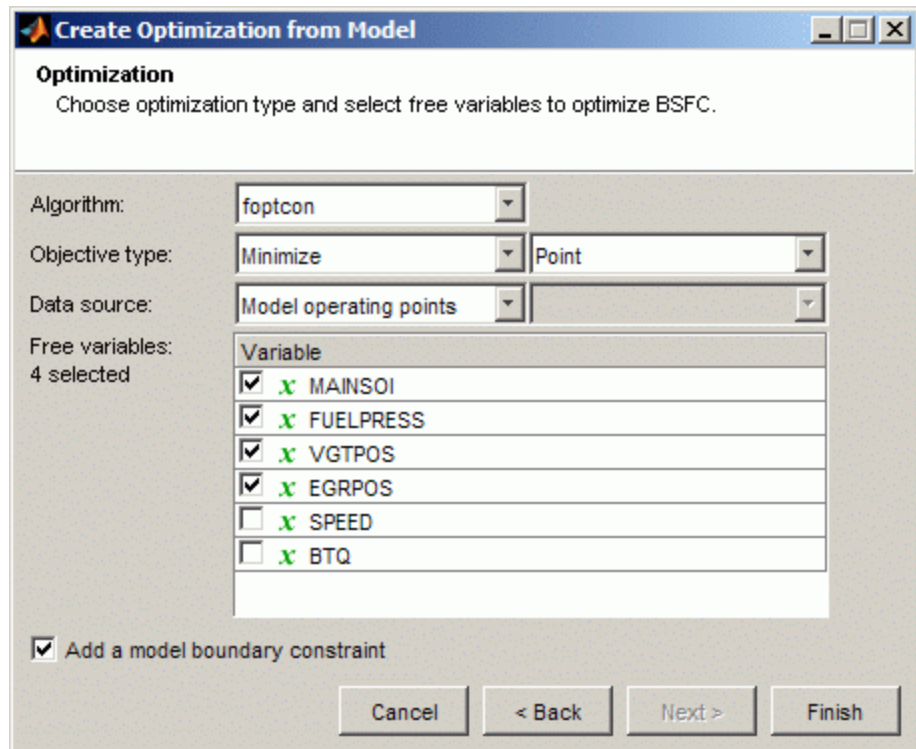 Create Optimization from Model
Optimization
Choose optimization type and select free variables to optimize BSFC.
Algorithm: foptcon
Objective type: Minimize Point
Data source: Model operating points
Free variables:
4 selected
Variable
x MAINSOI
x FUELPRESS
x VGTPOS
x EGRPOS
x SPEED
x BTQ
Add a model boundary constraint
Cancel < Back Next > Finish